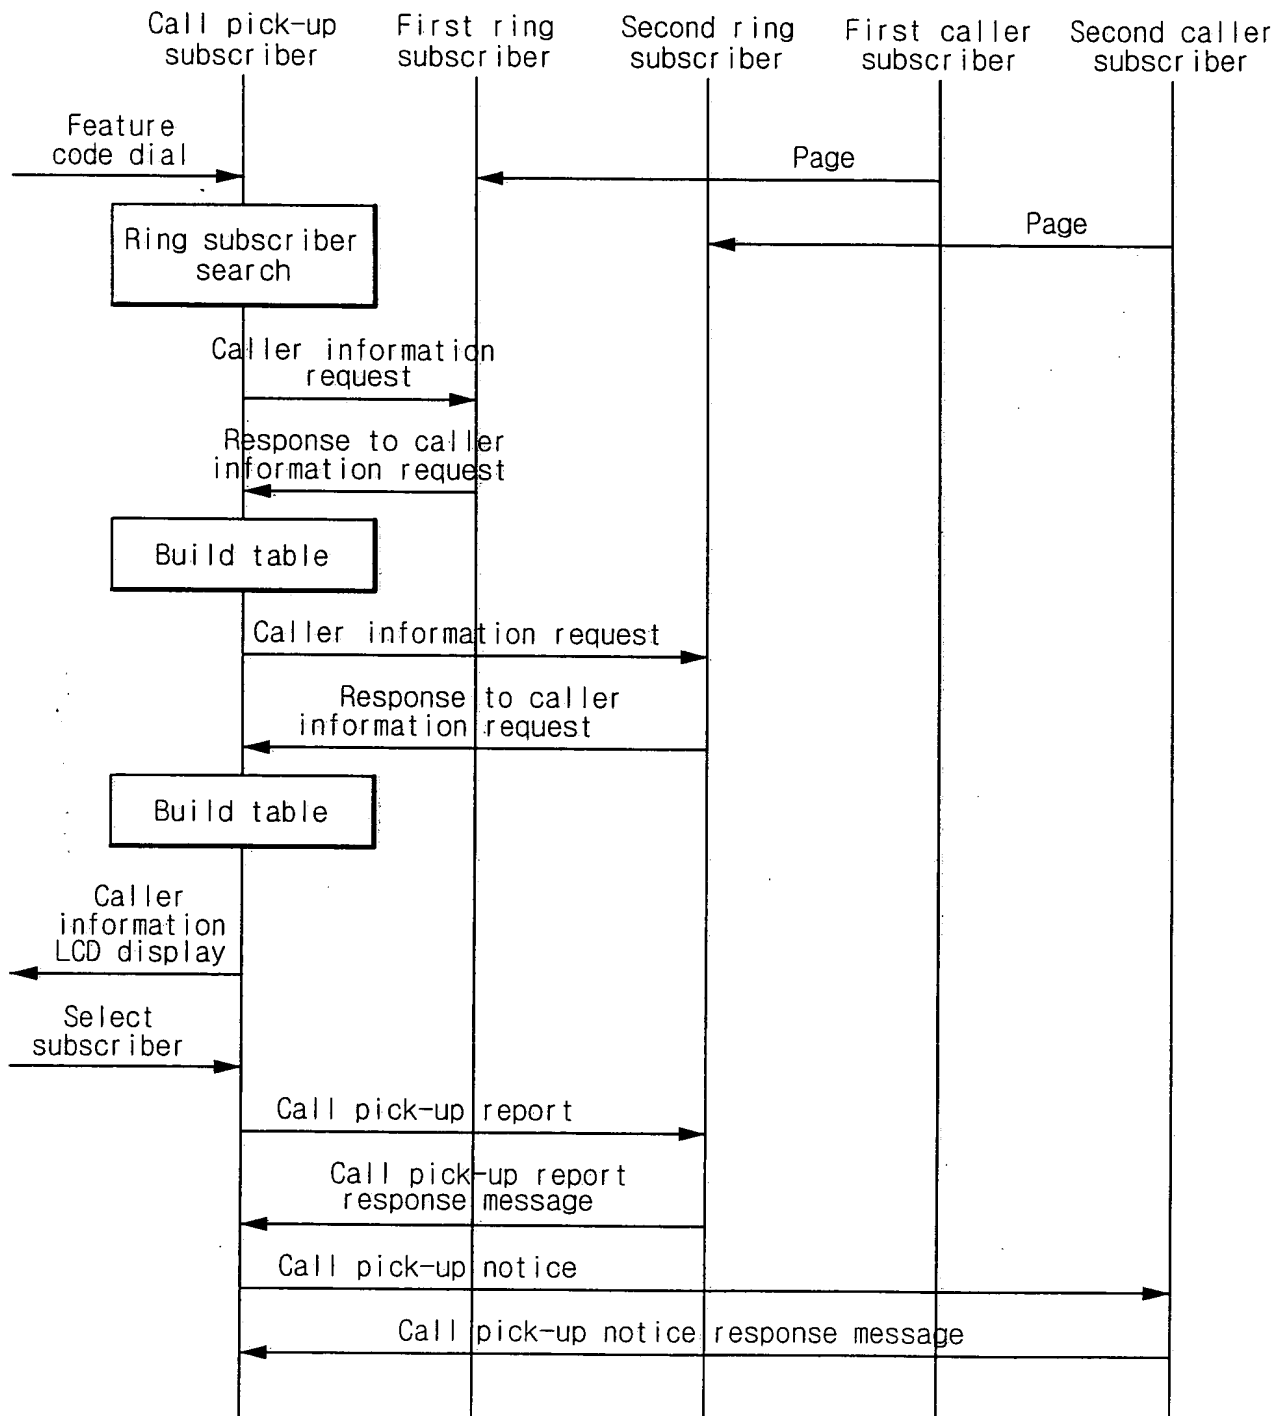 Call pick-up
subscriber
First ring
subscriber
Second ring
subscriber
First caller
subscriber
Second caller
subscriber
Feature
code dial
Page
Page
Ring subscriber
search
Caller information
request
Response to caller
information request
Build table
Caller information request
Response to caller
information request
Build table
Caller
information
LCD display
Select
subscriber
Call pick-up report
Call pick-up report
response message
Call pick-up notice
Call pick-up notice response message